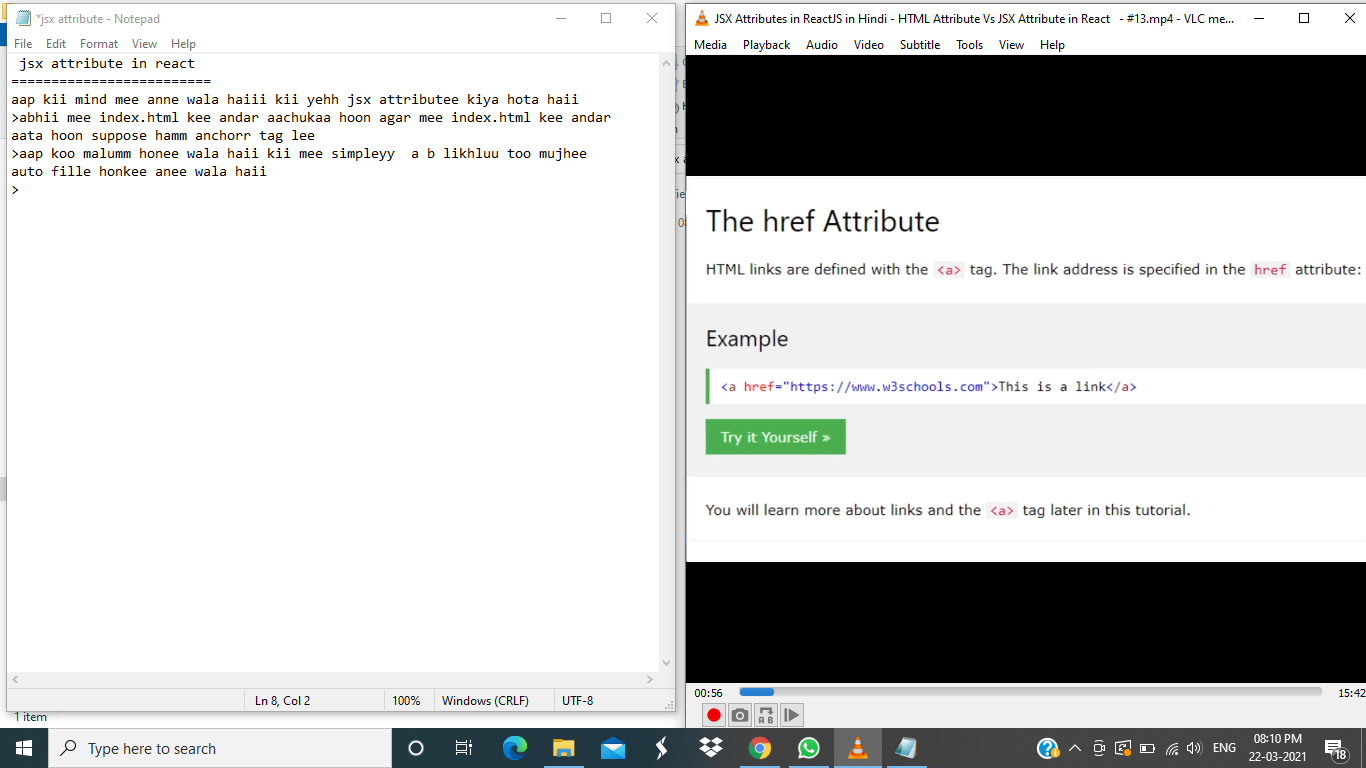 *jsx attribute - Notepad
File Edit Format View Help
jsx attribute in react
=========================
aap kii mind mee anne wala haiii kii yehh jsx attributee kiya hota haii
>abhii mee index.html kee andar aachukaa hoon agar mee index.html kee andar
aata hoon suppose hamm anchorr tag lee
>aap koo malumm honee wala haii kii mee simpleyy  a b likhluu too mujhee
auto fille honkee anee wala haii
>
Ln 8, Col 2 100% Windows (CRLF) UTF-8
1 item
JSX Attributes in ReactJS in Hindi - HTML Attribute Vs JSX Attribute in React - #13.mp4 - VLC me...
Media Playback Audio Video Subtitle Tools View Help
The href Attribute
HTML links are defined with the <a> tag. The link address is specified in the href attribute:
Example
<a href="https://www.w3schools.com">This is a link</a>
Try it Yourself »
You will learn more about links and the <a> tag later in this tutorial.
00:56 15:42
A B
Type here to search
ENG
08:10 PM
22-03-2021
18